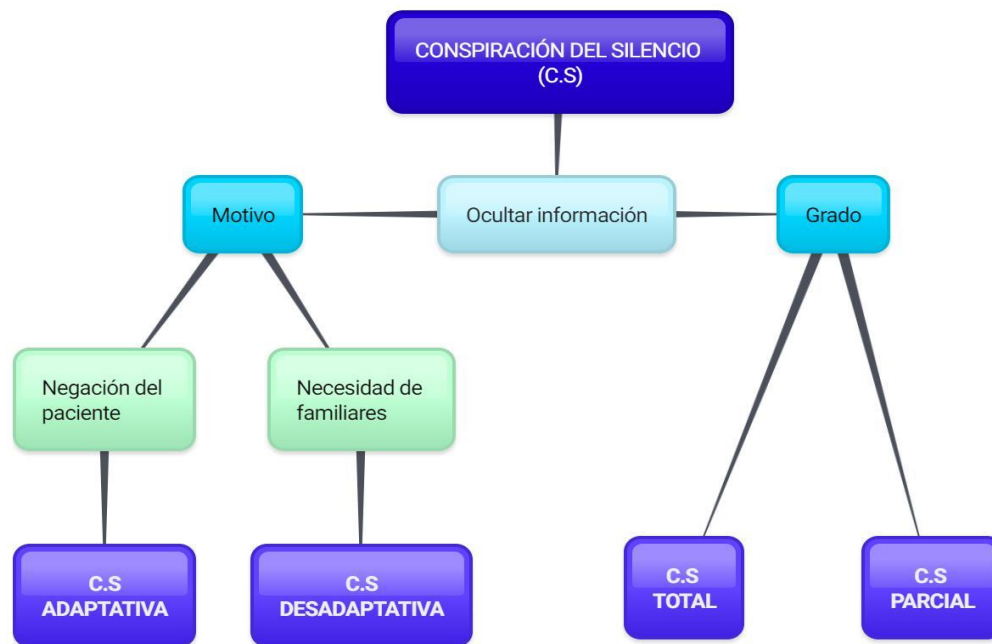 CONSPIRACIÓN DEL SILENCIO
(C.S)
Motivo
Ocultar información
Grado
Negación del
paciente
Necesidad de
familiares
C.S
ADAPTATIVA
C.S
DESADAPTATIVA
C.S
TOTAL
C.S
PARCIAL